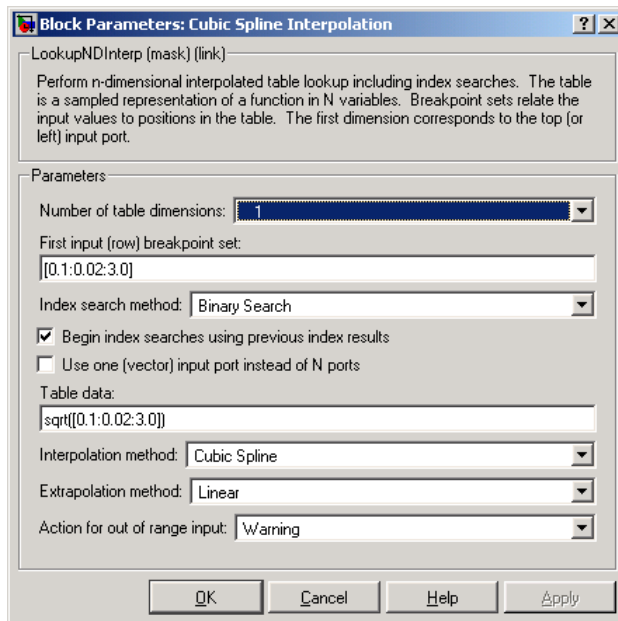 Block Parameters: Cubic Spline Interpolation
LookupNDInterp (mask) (link)
Perform n-dimensional interpolated table lookup including index searches. The table
is a sampled representation of a function in N variables. Breakpoint sets relate the
input values to positions in the table. The first dimension corresponds to the top (or
left) input port.
Parameters
Number of table dimensions: 1
First input (row) breakpoint set:
[0.1:0.02:3.0]
Index search method: Binary Search
Begin index searches using previous index results
Use one (vector) input port instead of N ports
Table data:
sqrt([0.1:0.02:3.0])
Interpolation method: Cubic Spline
Extrapolation method: Linear
Action for out of range input: Warning
OK Cancel Help Apply